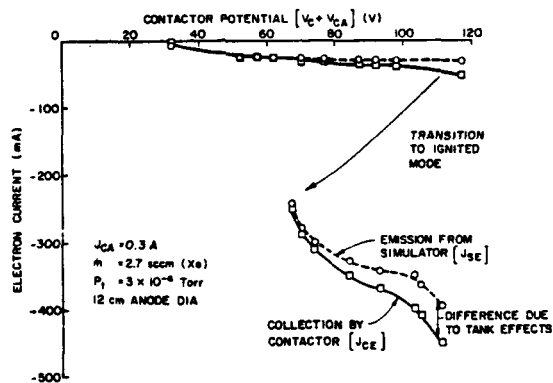 CONTACTOR POTENTIAL [V_C + V_CA] (V)
0 20 40 60 80 100 120
0
-100
-200
-300
-400
-500
ELECTRON CURRENT (mA)
TRANSITION
TO IGNITED
MODE
J_CA = 0.3 A
ṁ = 2.7 sccm (Xe)
P_t = 3 × 10^-6 Torr
12 cm ANODE DIA
EMISSION FROM
SIMULATOR [J_SE]
COLLECTION BY
CONTACTOR [J_CE]
DIFFERENCE DUE
TO TANK EFFECTS